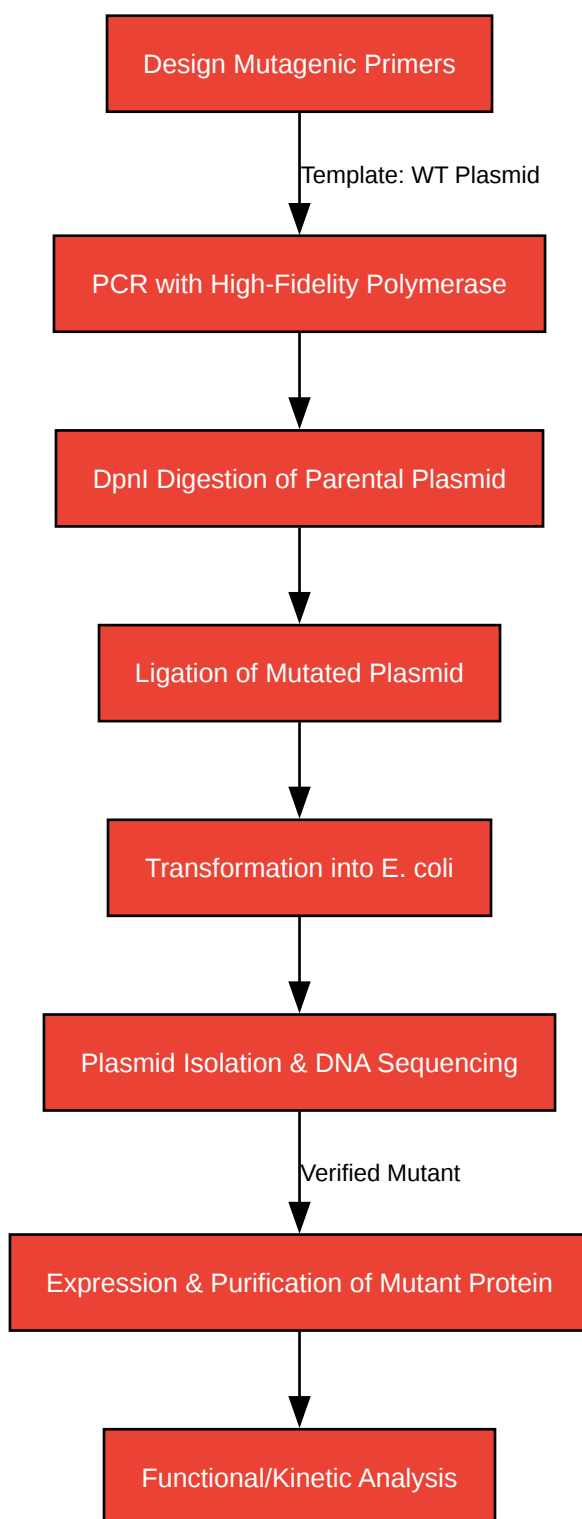 Design Mutagenic Primers
Template: WT Plasmid
PCR with High-Fidelity Polymerase
DpnI Digestion of Parental Plasmid
Ligation of Mutated Plasmid
Transformation into E. coli
Plasmid Isolation & DNA Sequencing
Verified Mutant
Expression & Purification of Mutant Protein
Functional/Kinetic Analysis